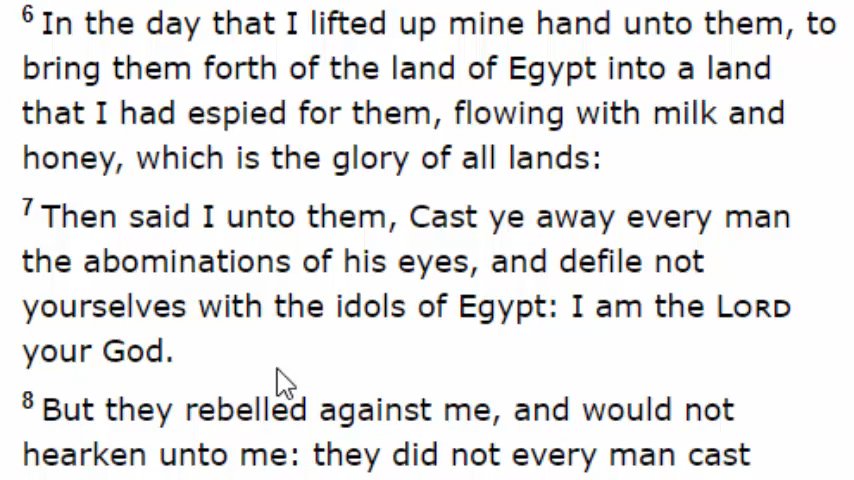 6 In the day that I lifted up mine hand unto them, to
bring them forth of the land of Egypt into a land
that I had espied for them, flowing with milk and
honey, which is the glory of all lands:
7 Then said I unto them, Cast ye away every man
the abominations of his eyes, and defile not
yourselves with the idols of Egypt: I am the LORD
your God.
8 But they rebelled against me, and would not
hearken unto me: they did not every man cast